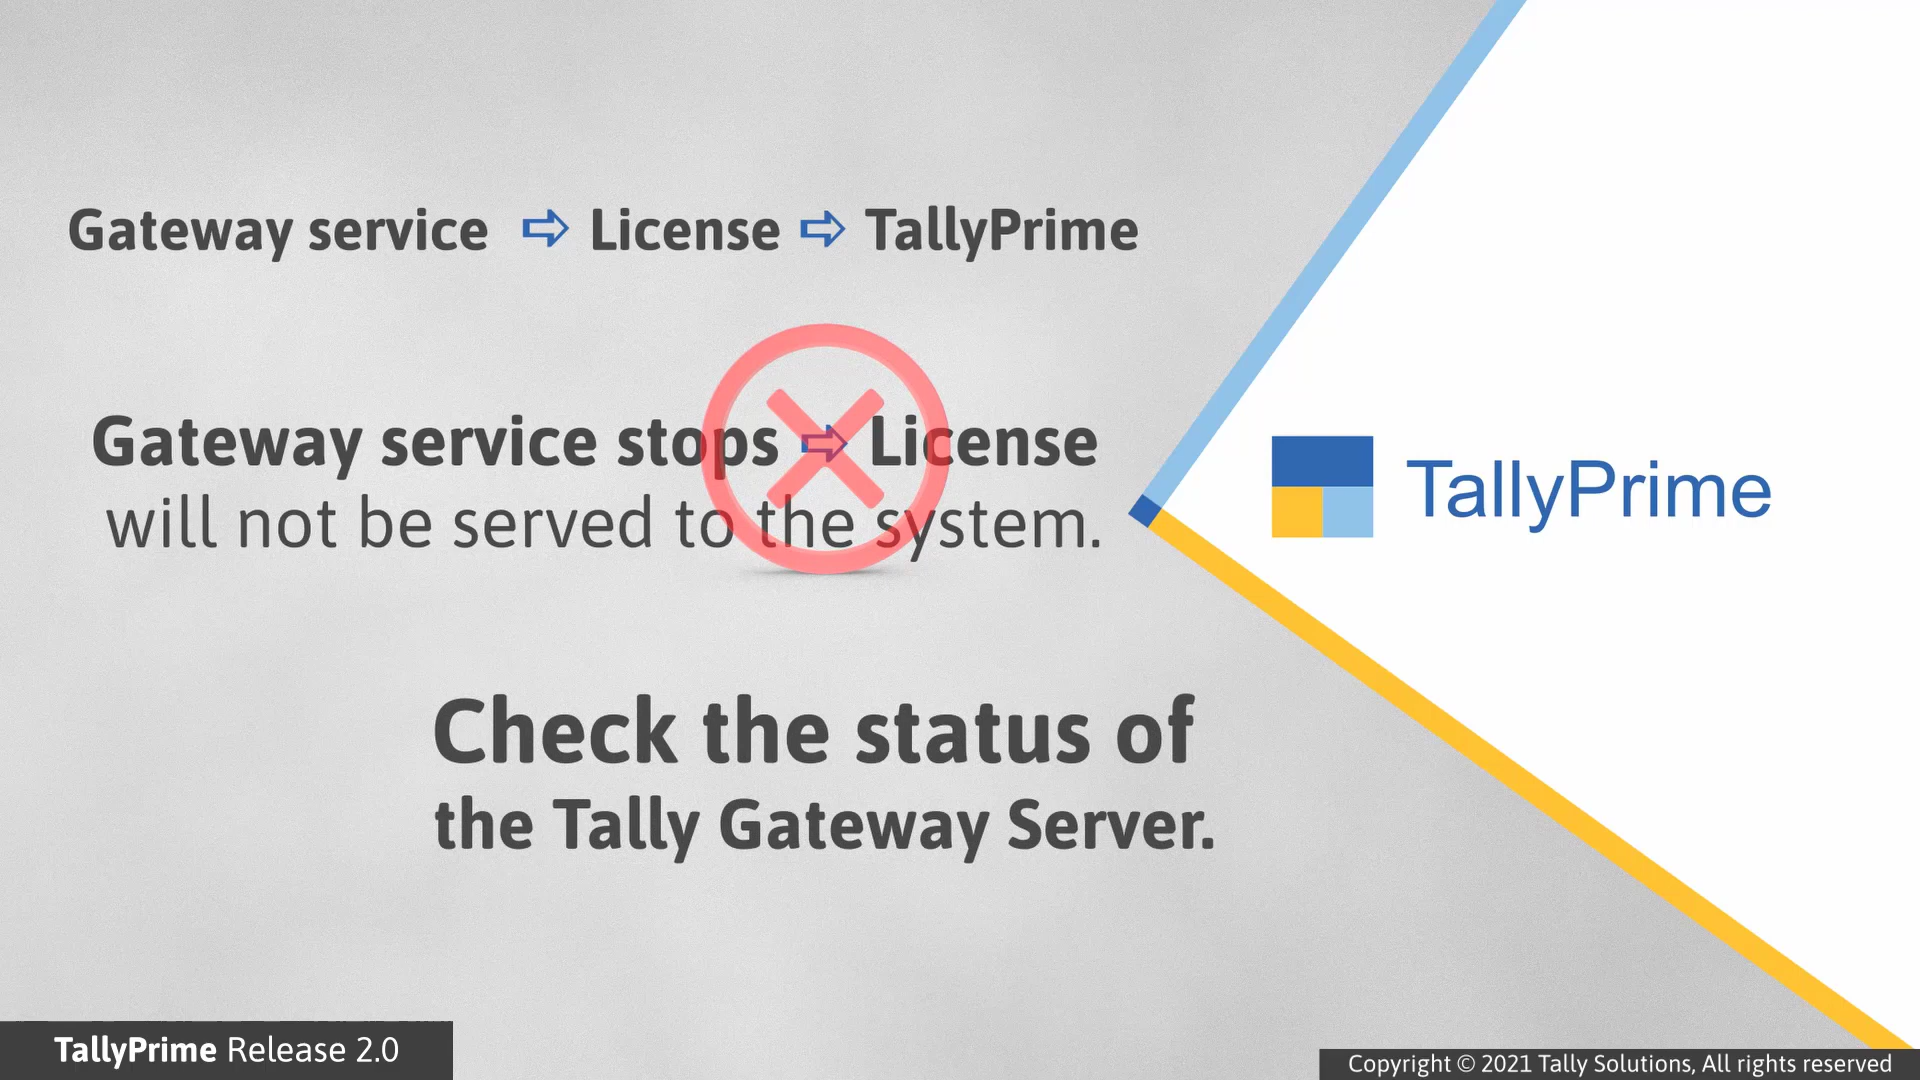 Gateway service ⇨ License ⇨ TallyPrime
Gateway service stops ⇨ License
will not be served to the system.
TallyPrime
Check the status of
the Tally Gateway Server.
TallyPrime Release 2.0
Copyright © 2021 Tally Solutions, All rights reserved